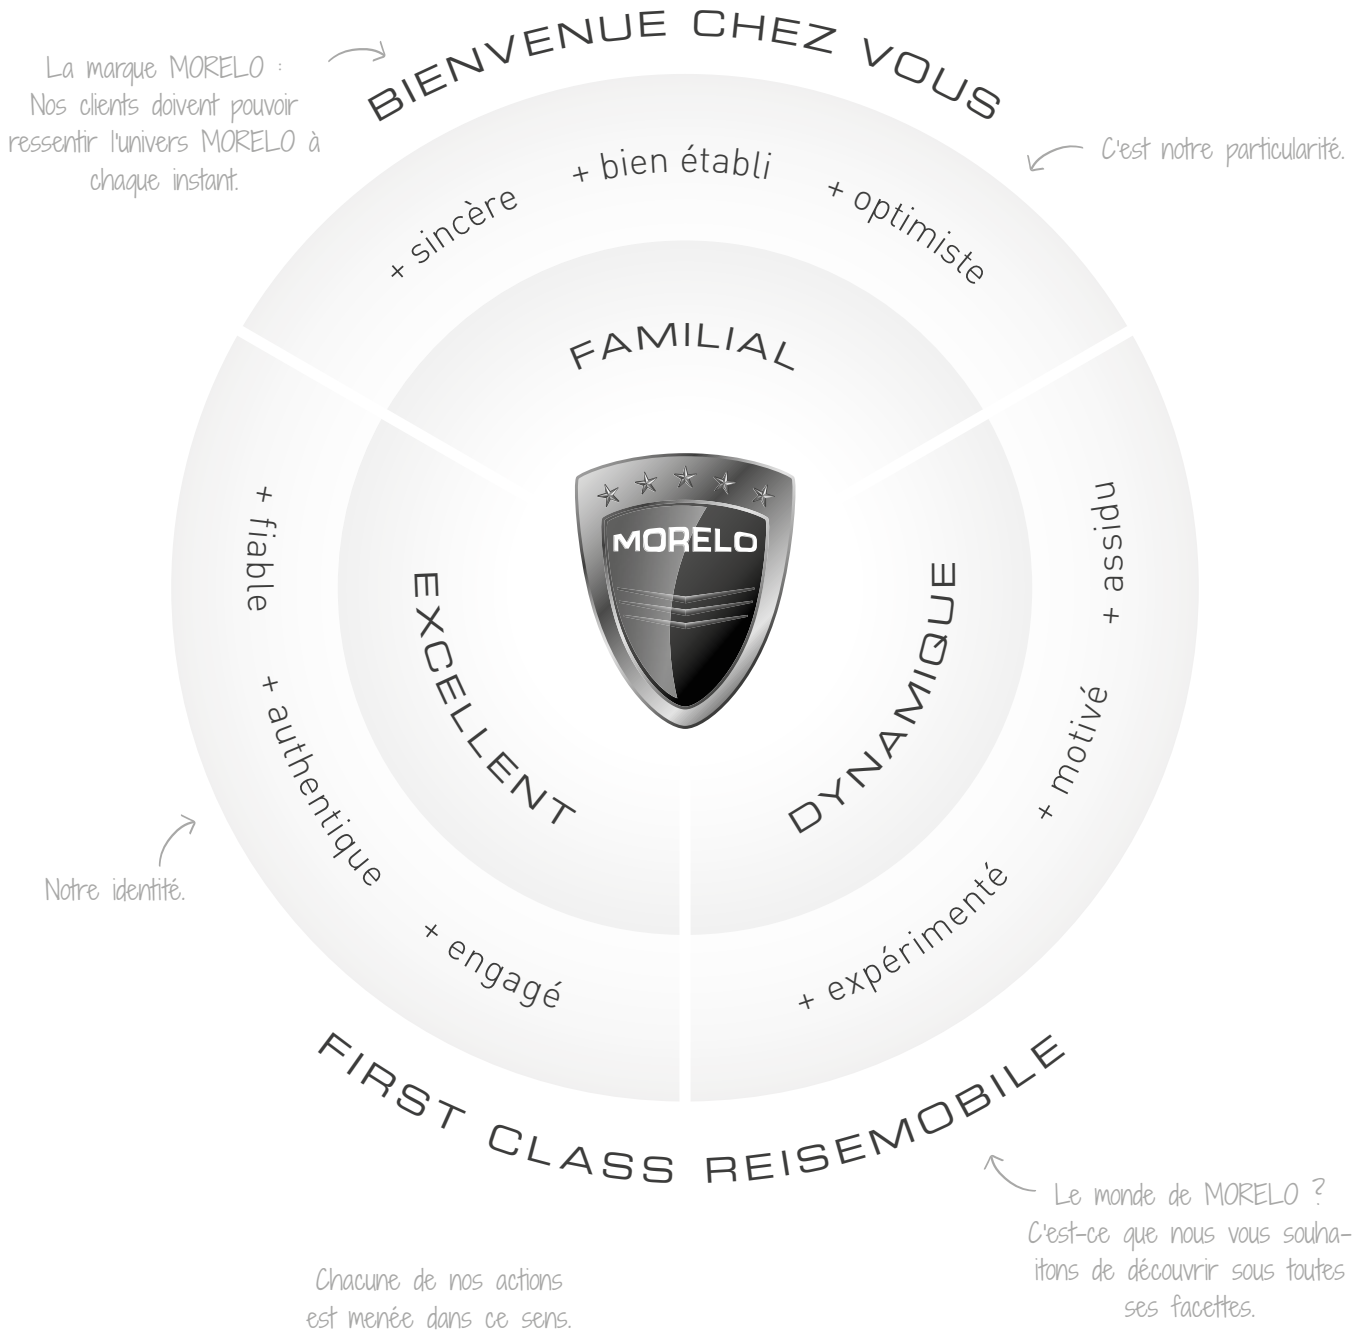 BIENVENUE CHEZ VOUS
La marque MORELO :
Nos clients doivent pouvoir
ressentir l'univers MORELO à
chaque instant.
C'est notre particularité.
+ sincère
+ bien établi
+ optimiste
FAMILIAL
MORELO
+ fiable
+ authentique
+ engagé
EXCELLENT
DYNAMIQUE
+ assidu
+ motivé
+ expérimenté
Notre identité.
FIRST CLASS REISEMOBILE
Le monde de MORELO ?
C'est-ce que nous vous souha-
itons de découvrir sous toutes
ses facettes.
Chacune de nos actions
est menée dans ce sens.